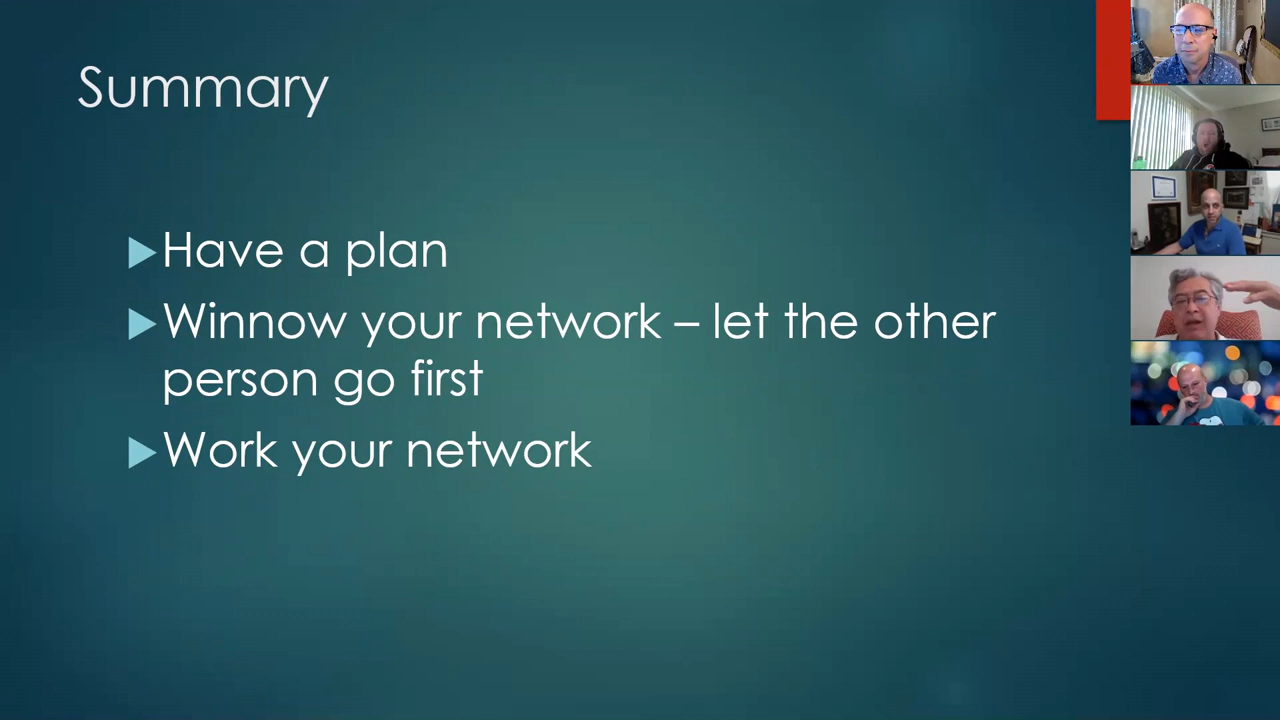 Summary
Have a plan
Winnow your network – let the other
person go first
Work your network